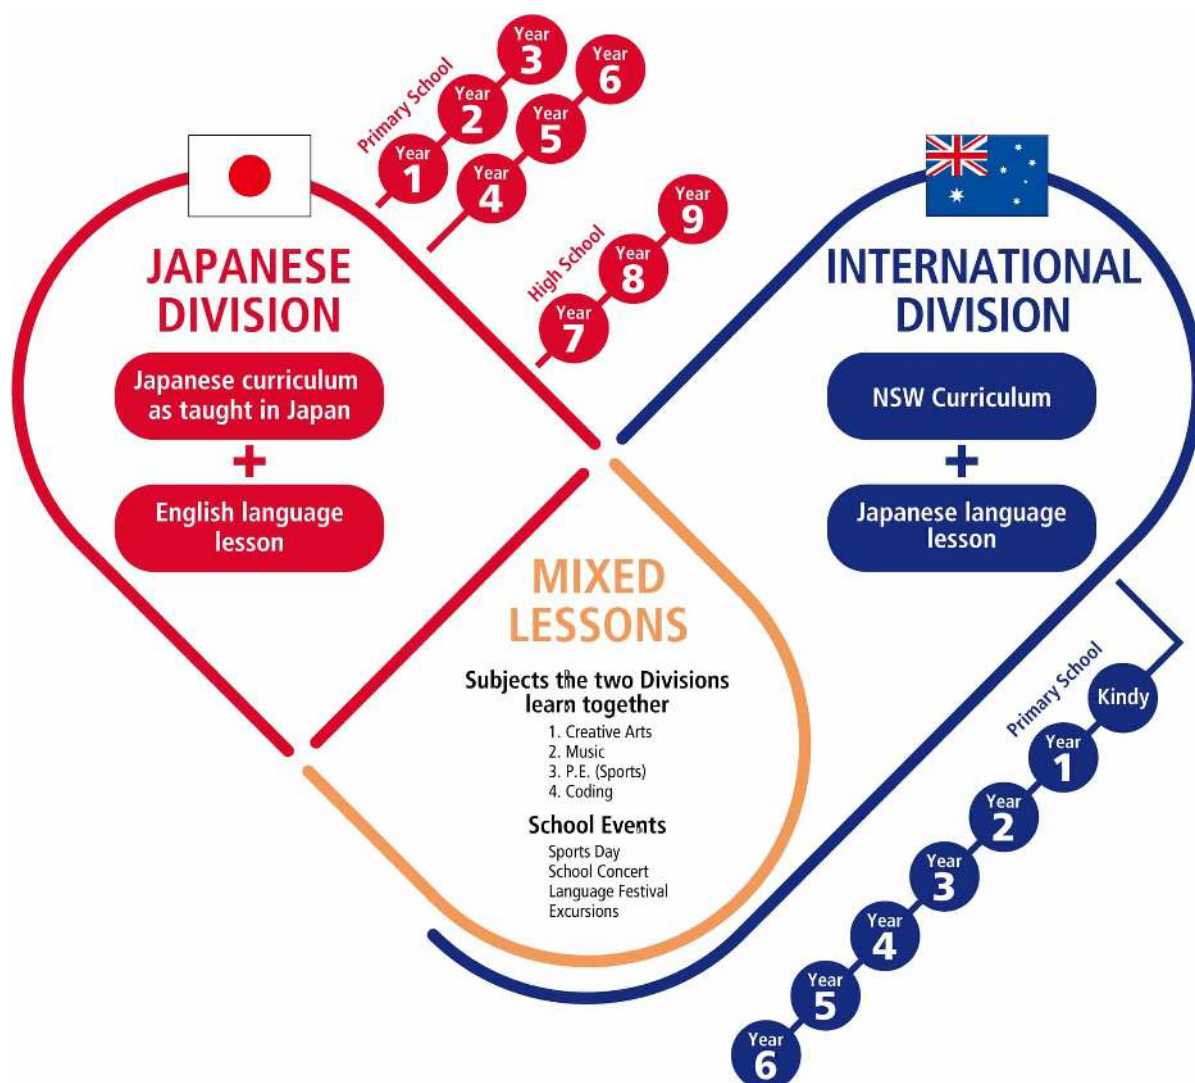 JAPANESE
DIVISION
Japanese curriculum
as taught in Japan
+
English language
lesson
Primary School
Year
1
Year
2
Year
3
Year
4
Year
5
Year
6
High School
Year
7
Year
8
Year
9
INTERNATIONAL
DIVISION
NSW Curriculum
+
Japanese language
lesson
Primary School
Kindy
Year
1
Year
2
Year
3
Year
4
Year
5
Year
6
MIXED
LESSONS
Subjects the two Divisions
learn together
1. Creative Arts
2. Music
3. P.E. (Sports)
4. Coding
School Events
Sports Day
School Concert
Language Festival
Excursions